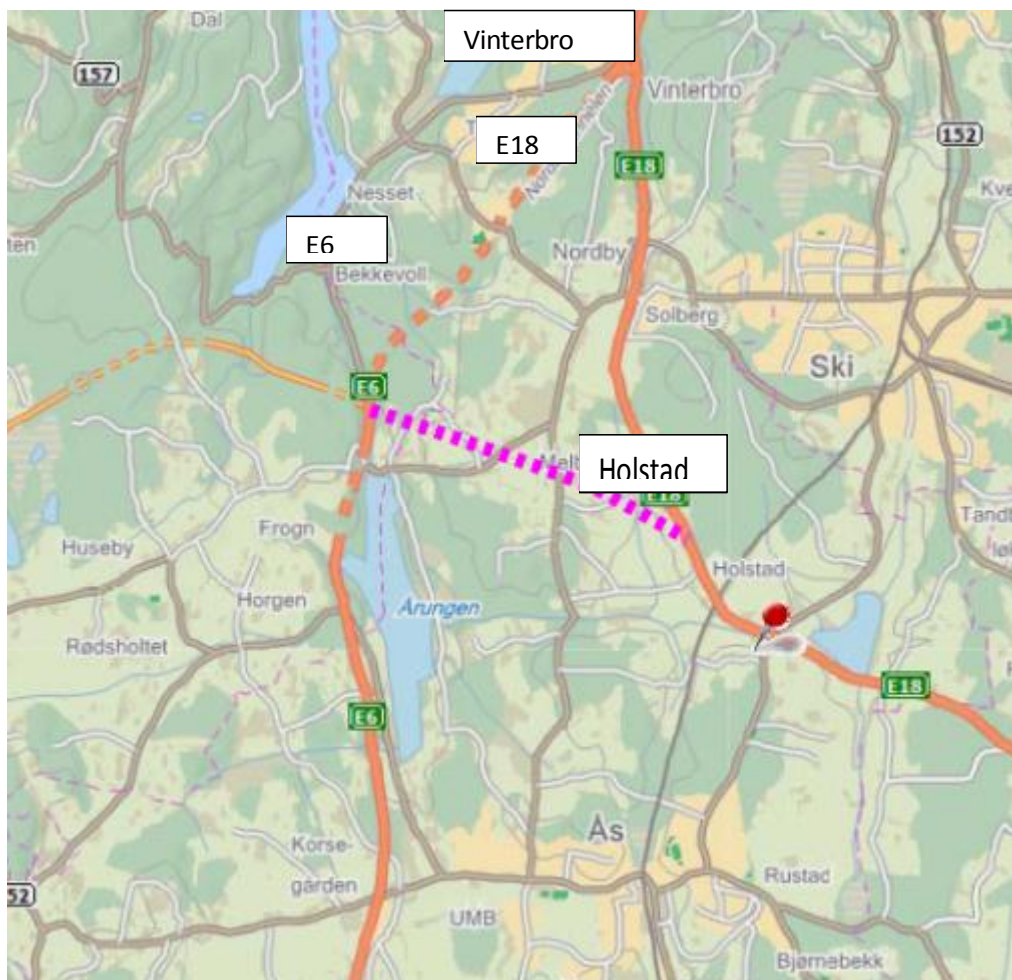 Dal
Vinterbro
157
Vinterbro
E18
E18
152
Nesset
E6
Nordby
Bekkevoll
Solberg
Ski
E6
Holstad
E18
Frogn
Huseby
Holstad
Horgen
Årungen
Rødsholtet
E18
E6
Ås
Korse-
gården
Rustad
UMB
Bjørnebekk